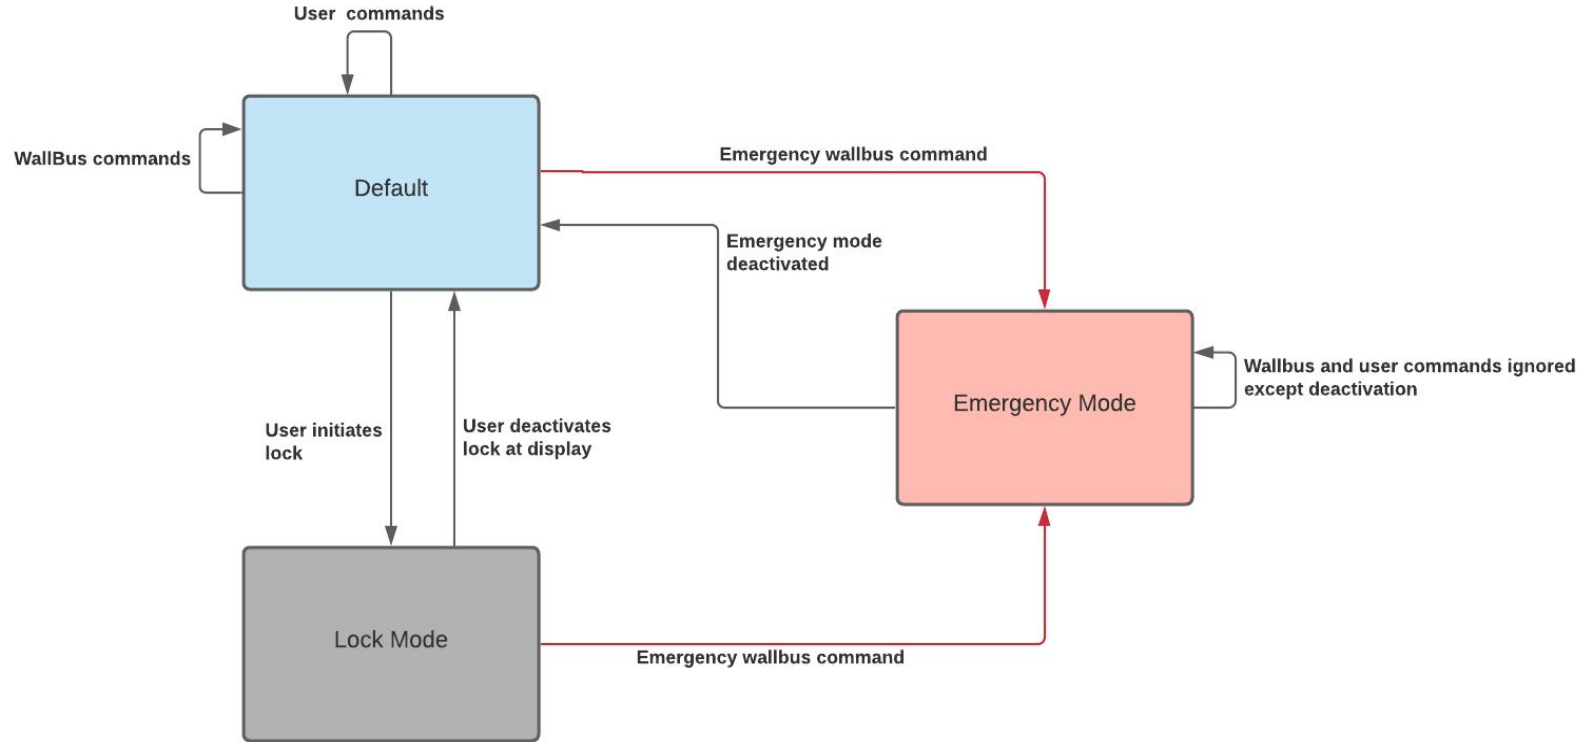 User commands
WallBus commands
Default
Emergency wallbus command
Emergency mode
deactivated
Wallbus and user commands ignored
except deactivation
Emergency Mode
User initiates
lock
User deactivates
lock at display
Lock Mode
Emergency wallbus command